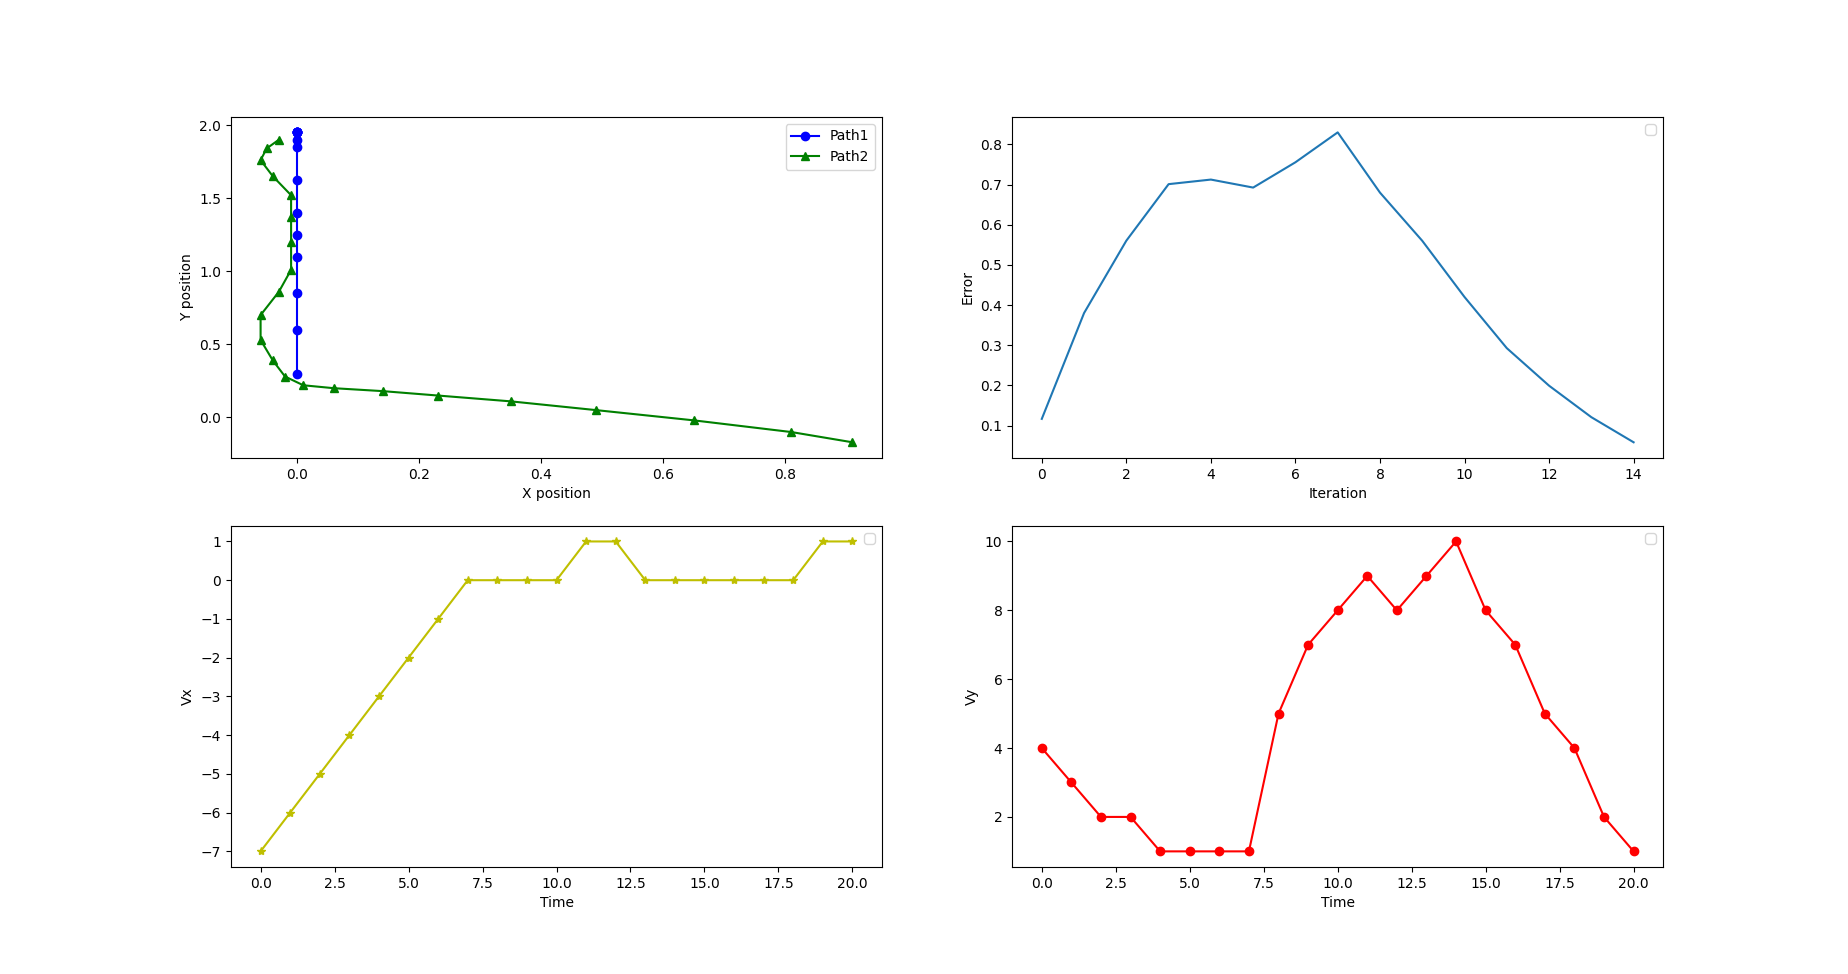 2.0
1.5
1.0
0.5
0.0
Y position
0.0 0.2 0.4 0.6 0.8
X position
Path1
Path2
0.8
0.7
0.6
0.5
0.4
0.3
0.2
0.1
Error
0 2 4 6 8 10 12 14
Iteration
1
0
−1
−2
−3
−4
−5
−6
−7
Vx
0.0 2.5 5.0 7.5 10.0 12.5 15.0 17.5 20.0
Time
10
8
6
4
2
Vy
0.0 2.5 5.0 7.5 10.0 12.5 15.0 17.5 20.0
Time